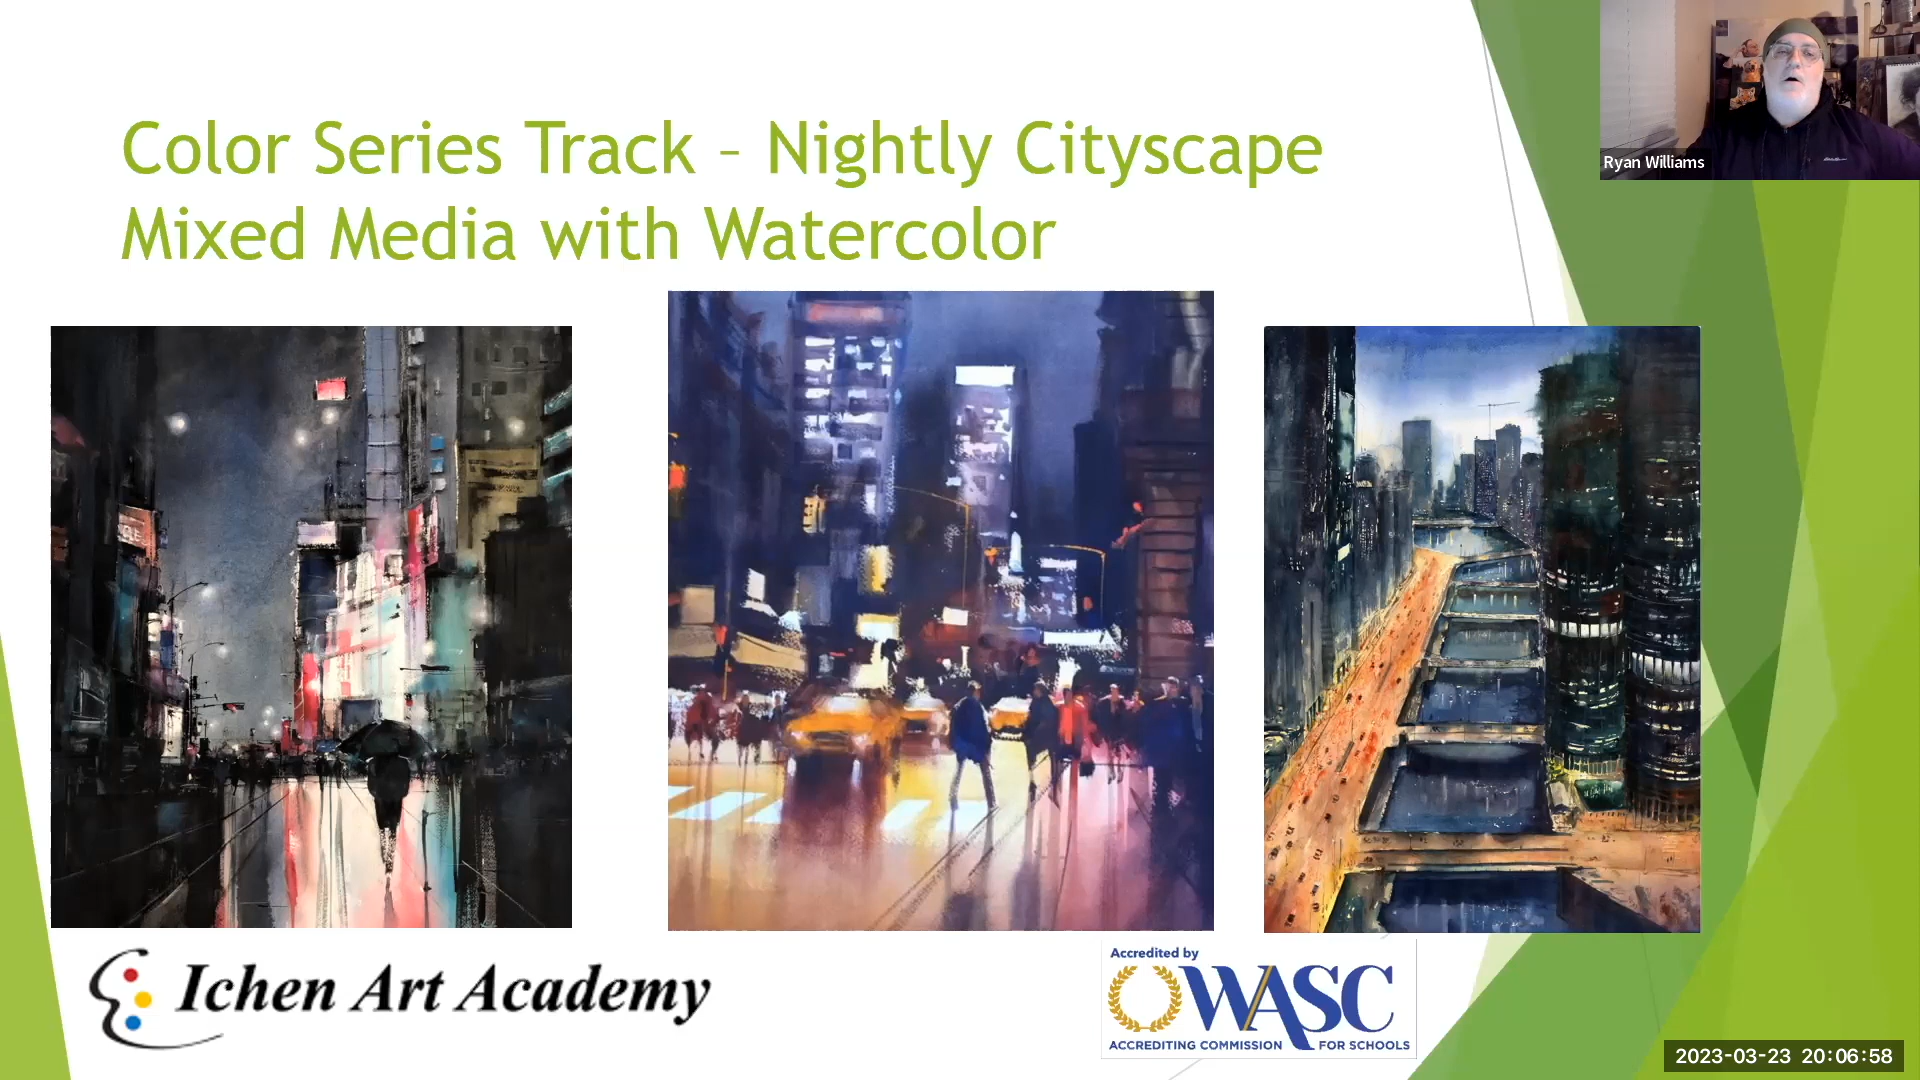 Color Series Track – Nightly Cityscape
Mixed Media with Watercolor
Ryan Williams
Ichen Art Academy
Accredited by
WASC
ACCREDITING COMMISSION FOR SCHOOLS
2023-03-23 20:06:58